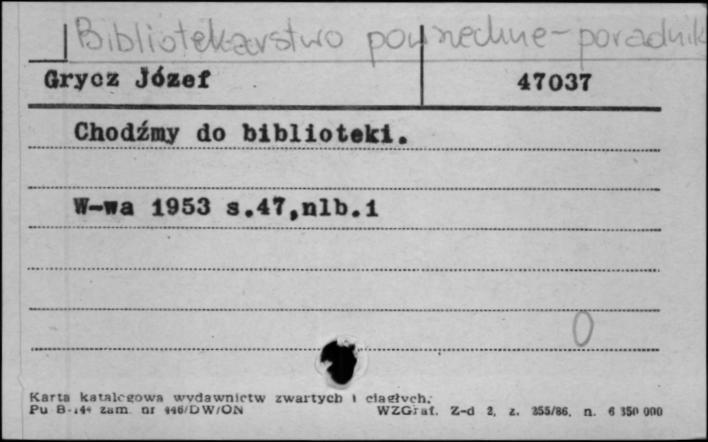 Bibliotekarstwo powszechne - poradnik
Grycz Józef 47037
Chodźmy do biblioteki.
W-wa 1953 s.47,nlb.1
0
Karta katalogowa wydawnictw zwartych i ciągłych.
Pu B-144 zam. nr 446/DW/ON WZGraf. Z-d 2, z. 355/86, n. 6 350 000